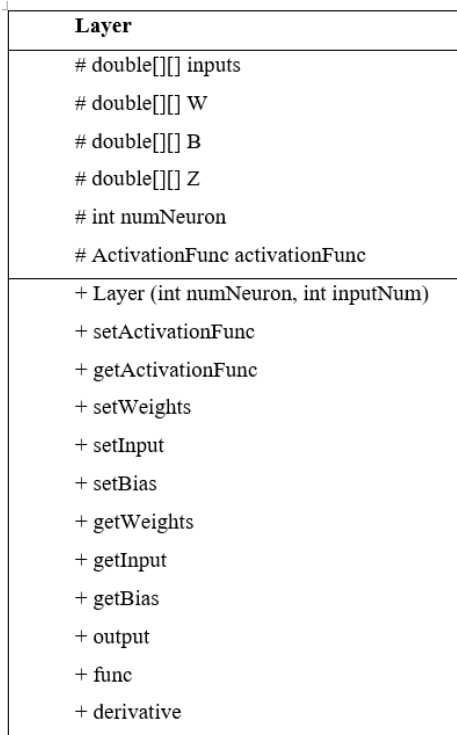 Layer
# double[][] inputs
# double[][] W
# double[][] B
# double[][] Z
# int numNeuron
# ActivationFunc activationFunc
+ Layer (int numNeuron, int inputNum)
+ setActivationFunc
+ getActivationFunc
+ setWeights
+ setInput
+ setBias
+ getWeights
+ getInput
+ getBias
+ output
+ func
+ derivative